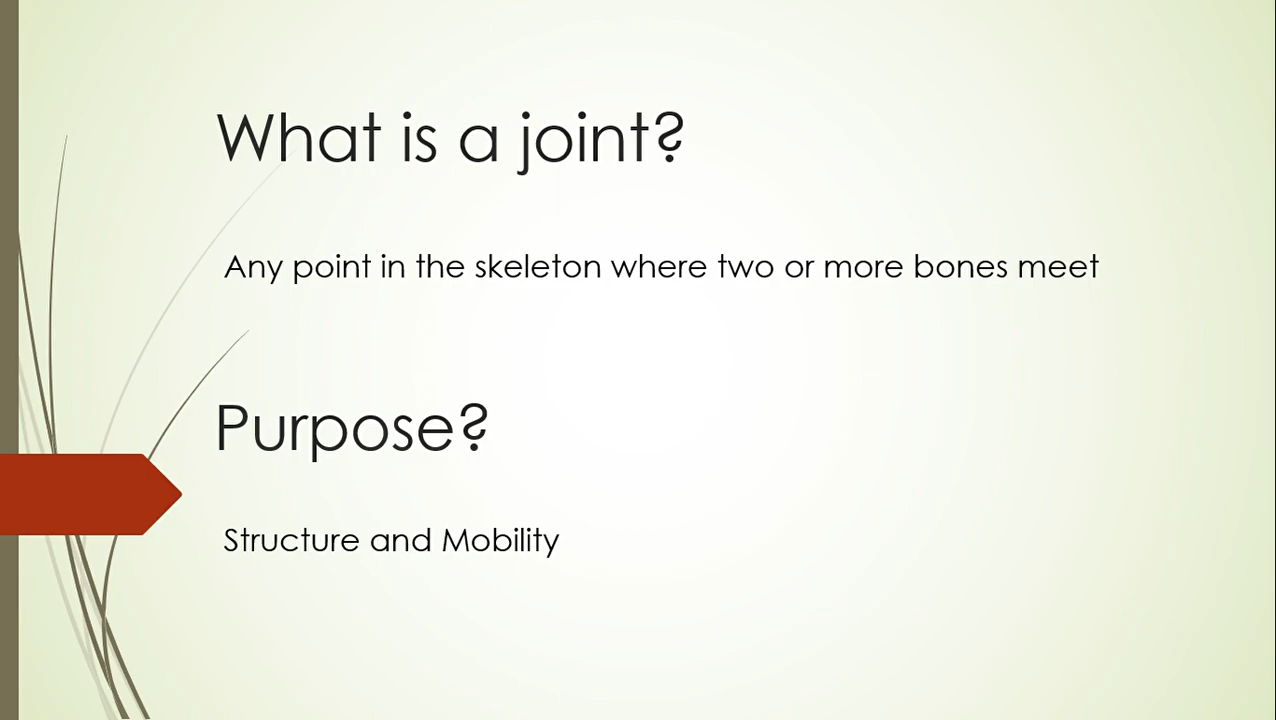 What is a joint?
Any point in the skeleton where two or more bones meet
Purpose?
Structure and Mobility